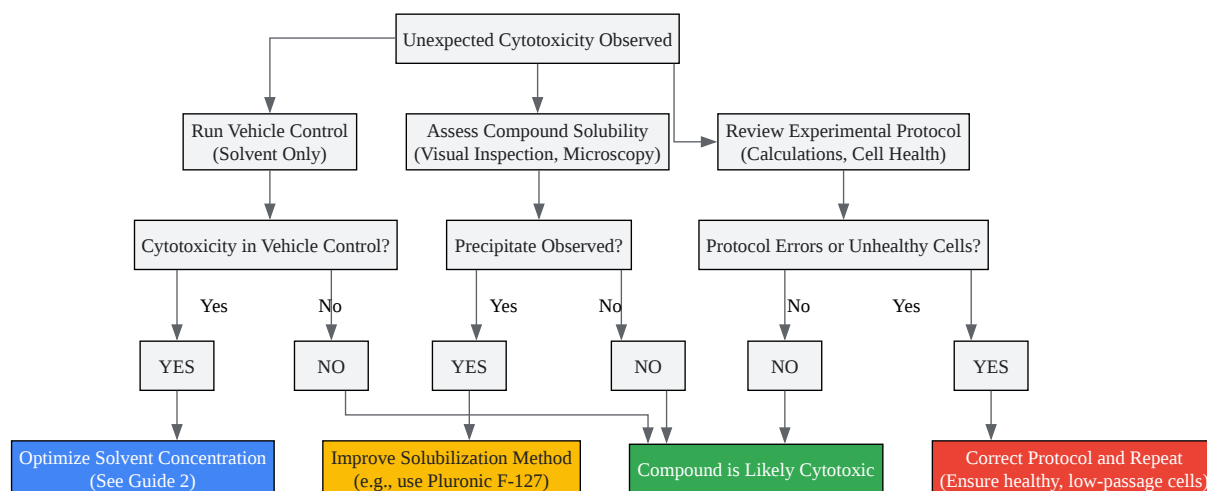 Unexpected Cytotoxicity Observed
Run Vehicle Control
(Solvent Only)
Assess Compound Solubility
(Visual Inspection, Microscopy)
Review Experimental Protocol
(Calculations, Cell Health)
Cytotoxicity in Vehicle Control?
Precipitate Observed?
Protocol Errors or Unhealthy Cells?
Yes
No
Yes
No
No
Yes
YES
NO
YES
NO
NO
YES
Optimize Solvent Concentration
(See Guide 2)
Improve Solubilization Method
(e.g., use Pluronic F-127)
Compound is Likely Cytotoxic
Correct Protocol and Repeat
(Ensure healthy, low-passage cells)